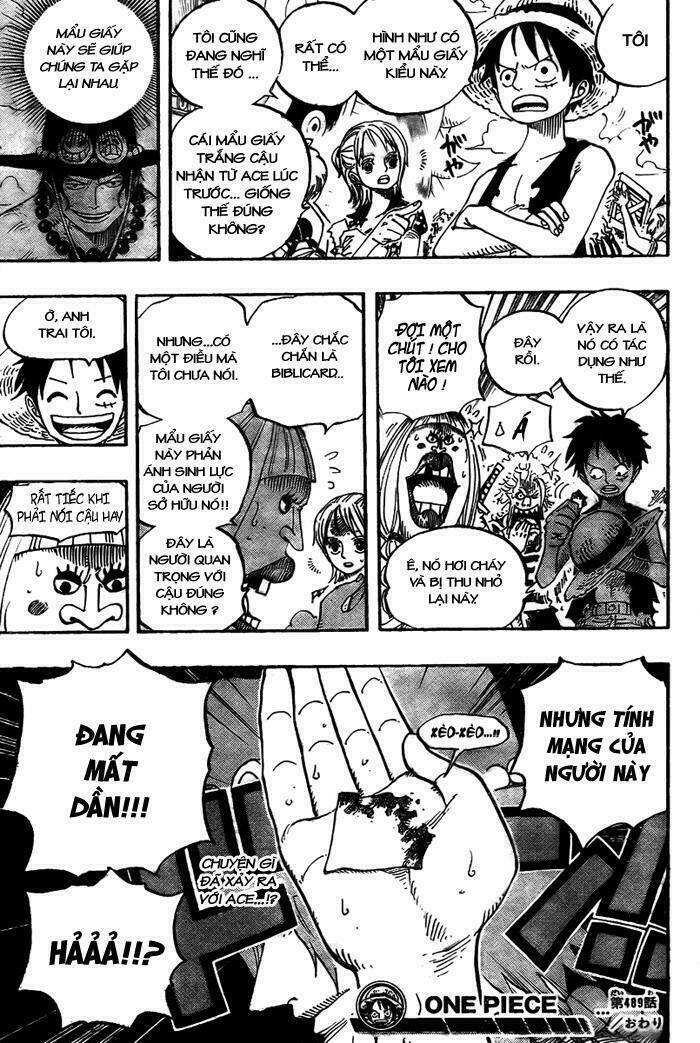 TÔI
HÌNH NHƯ CÓ
MỘT MẨU GIẤY
KIỂU NÀY.
RẤT CÓ
THỂ...
TÔI CŨNG
ĐANG NGHĨ
THẾ ĐÓ ...
CÁI MẨU GIẤY
TRẮNG CẬU
NHẬN TỪ ACE LÚC
TRƯỚC... GIỐNG
THẾ ĐÚNG
KHÔNG?
MẨU GIẤY
NÀY SẼ GIÚP
CHÚNG TA GẶP
LẠI NHAU.
VẬY RA LÀ
NÓ CÓ TÁC
DỤNG NHƯ
THẾ.
ĐÂY
RỒI.
ĐỢI MỘT
CHÚT ! CHO
TÔI XEM
NÀO !
Á
Ê, NÓ HƠI CHÁY
VÀ BỊ THU NHỎ
LẠI NÀY.
...ĐÂY CHẮC
CHẮN LÀ
BIBLICARD...
NHƯNG...CÓ
MỘT ĐIỀU MÀ
TÔI CHƯA NÓI.
MẨU GIẤY
NÀY PHẢN
ÁNH SINH LỰC
CỦA NGƯỜI
SỞ HỮU NÓ!!
ĐÂY LÀ
NGƯỜI QUAN
TRỌNG VỚI
CẬU ĐÚNG
KHÔNG ?
Ờ, ANH
TRAI TÔI.
RẤT TIẾC KHI
PHẢI NÓI CẬU HAY
NHƯNG TÍNH
MẠNG CỦA
NGƯỜI NÀY
XÈO-XÈO...!!
ĐANG
MẤT
DẦN!!!
CHUYỆN GÌ
ĐÃ XẢY RA
VỚI ACE...!?
HẢẢẢ!!?
ONE PIECE
第489話
...／おわり